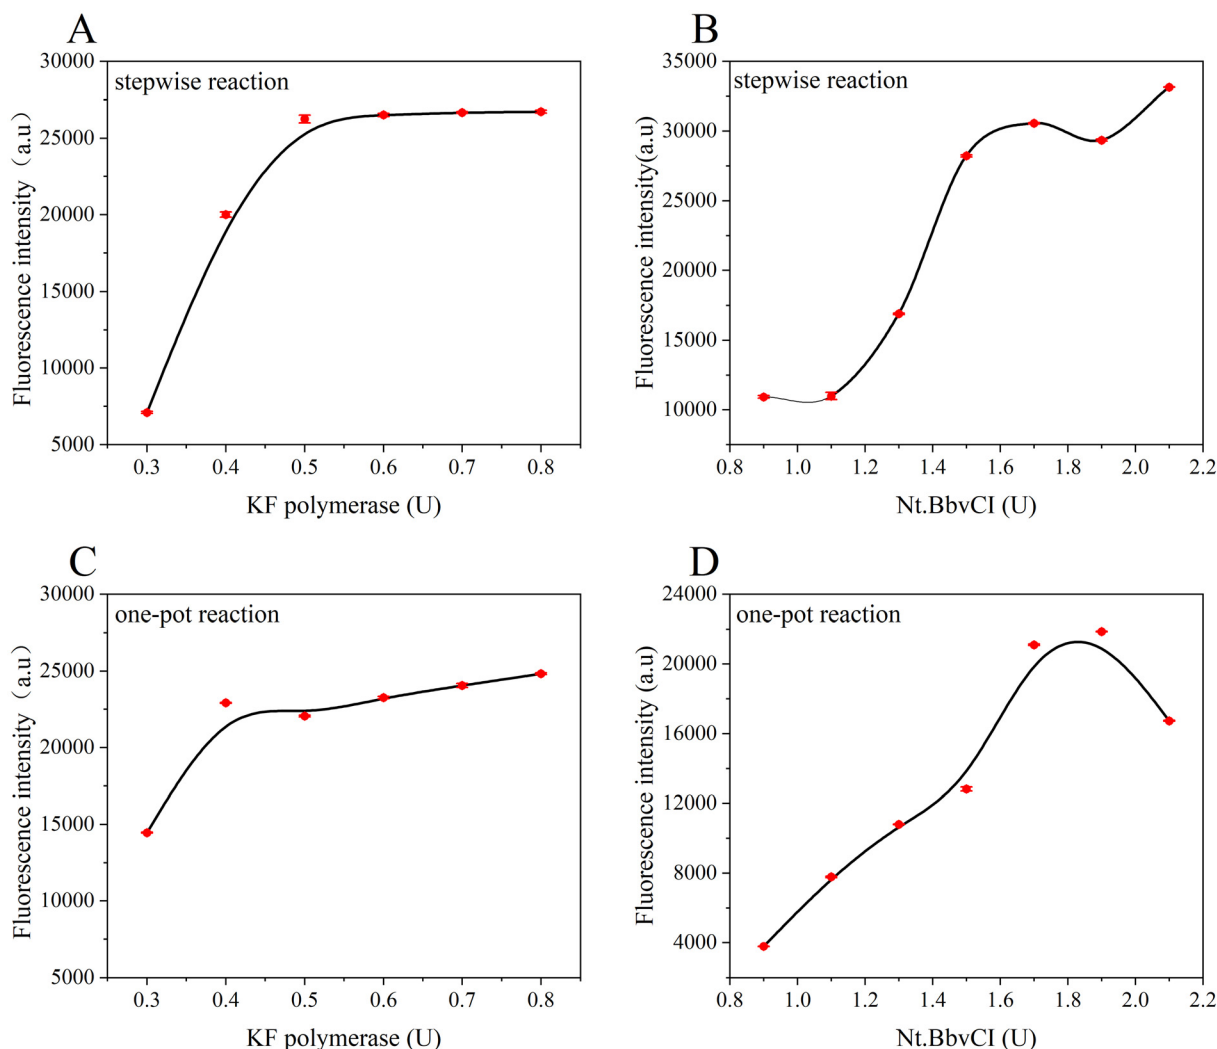 A
stepwise reaction
Fluorescence intensity（a.u）
30000
25000
20000
15000
10000
5000
0.3 0.4 0.5 0.6 0.7 0.8
KF polymerase (U)
B
stepwise reaction
Fluorescence intensity(a.u)
35000
30000
25000
20000
15000
10000
0.8 1.0 1.2 1.4 1.6 1.8 2.0 2.2
Nt.BbvCI (U)
C
one-pot reaction
Fluorescence intensity（a.u）
30000
25000
20000
15000
10000
5000
0.3 0.4 0.5 0.6 0.7 0.8
KF polymerase (U)
D
one-pot reaction
Fluorescence intensity (a.u)
24000
20000
16000
12000
8000
4000
0.8 1.0 1.2 1.4 1.6 1.8 2.0 2.2
Nt.BbvCI (U)